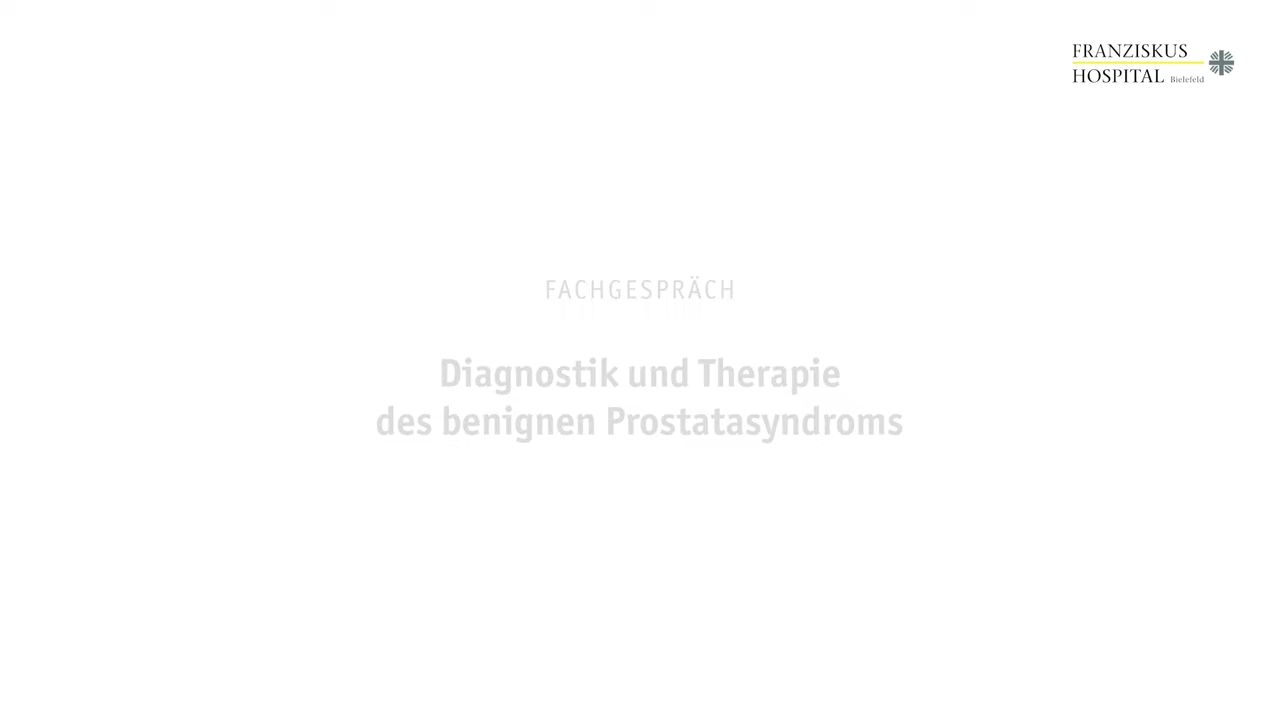 FRANZISKUS
HOSPITAL Bielefeld
FACHGESPRÄCH
Diagnostik und Therapie
des benignen Prostatasyndroms